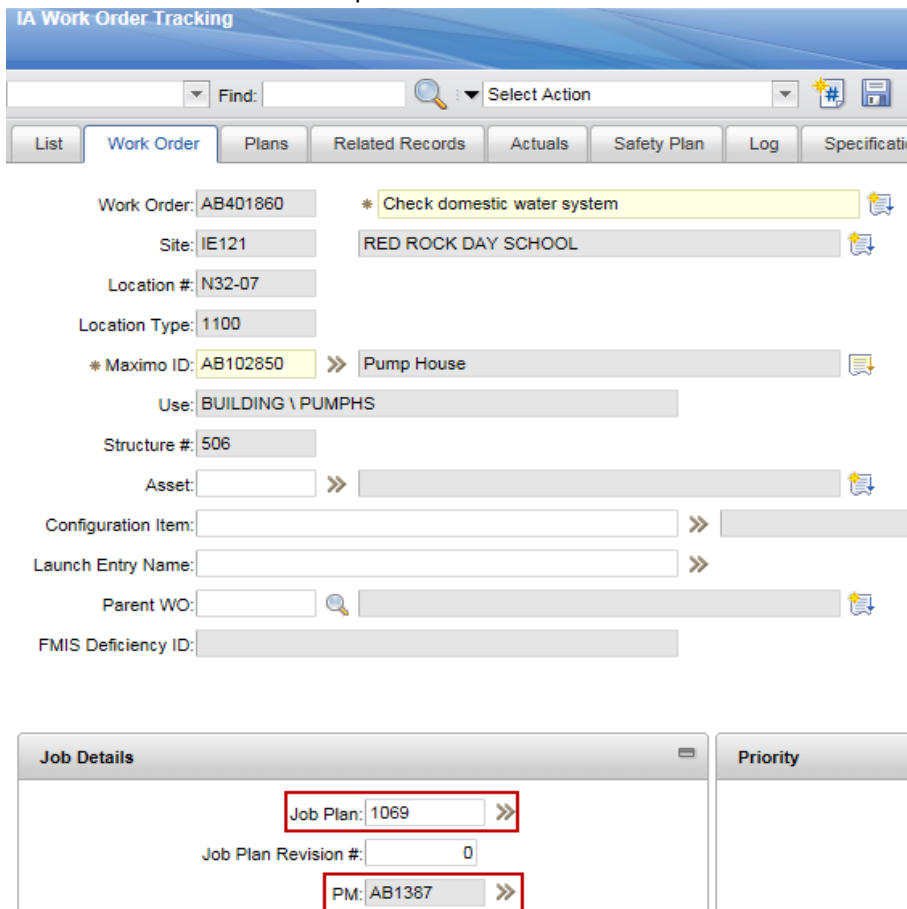 IA Work Order Tracking
Find: Select Action
List Work Order Plans Related Records Actuals Safety Plan Log
Work Order: AB401860 * Check domestic water system
Site: IE121 RED ROCK DAY SCHOOL
Location #: N32-07
Location Type: 1100
* Maximo ID: AB102850 Pump House
Use: BUILDING \ PUMPHS
Structure #: 506
Asset:
Configuration Item:
Launch Entry Name:
Parent WO:
FMIS Deficiency ID:
Job Details Priority
Job Plan: 1069
Job Plan Revision #: 0
PM: AB1387